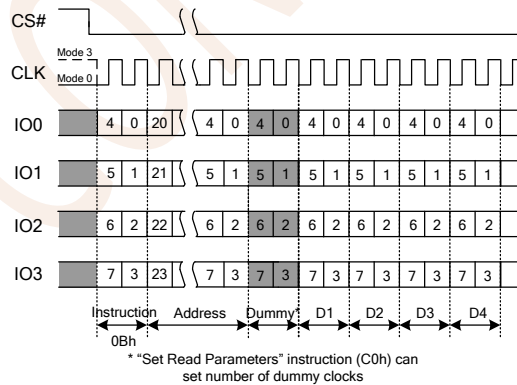 CS#
Mode 3
CLK
Mode 0
IO0 4 0 20 4 0 4 0 4 0 4 0 4 0 4 0
IO1 5 1 21 5 1 5 1 5 1 5 1 5 1 5 1
IO2 6 2 22 6 2 6 2 6 2 6 2 6 2 6 2
IO3 7 3 23 7 3 7 3 7 3 7 3 7 3 7 3
Instruction Address Dummy* D1 D2 D3 D4
0Bh
* "Set Read Parameters" instruction (C0h) can
set number of dummy clocks